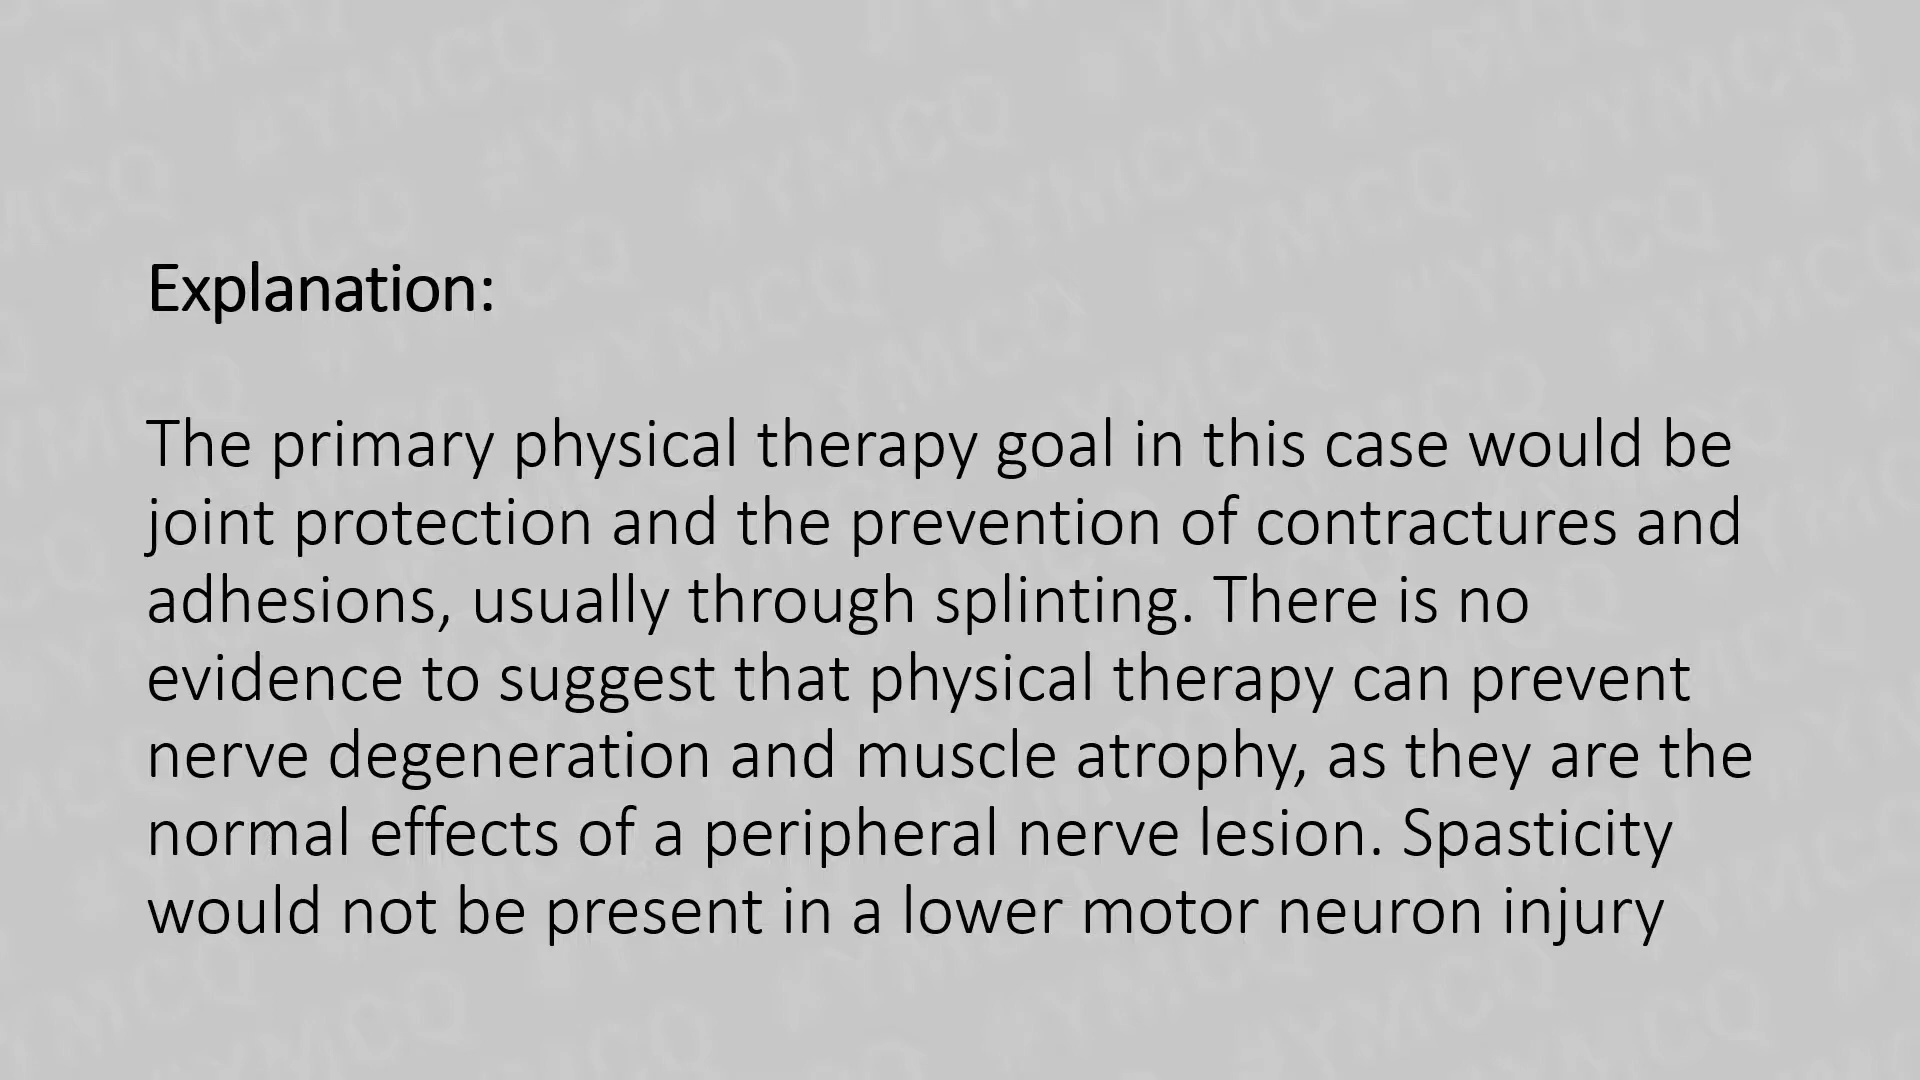 Explanation:
The primary physical therapy goal in this case would be
joint protection and the prevention of contractures and
adhesions, usually through splinting. There is no
evidence to suggest that physical therapy can prevent
nerve degeneration and muscle atrophy, as they are the
normal effects of a peripheral nerve lesion. Spasticity
would not be present in a lower motor neuron injury
#YMCQ